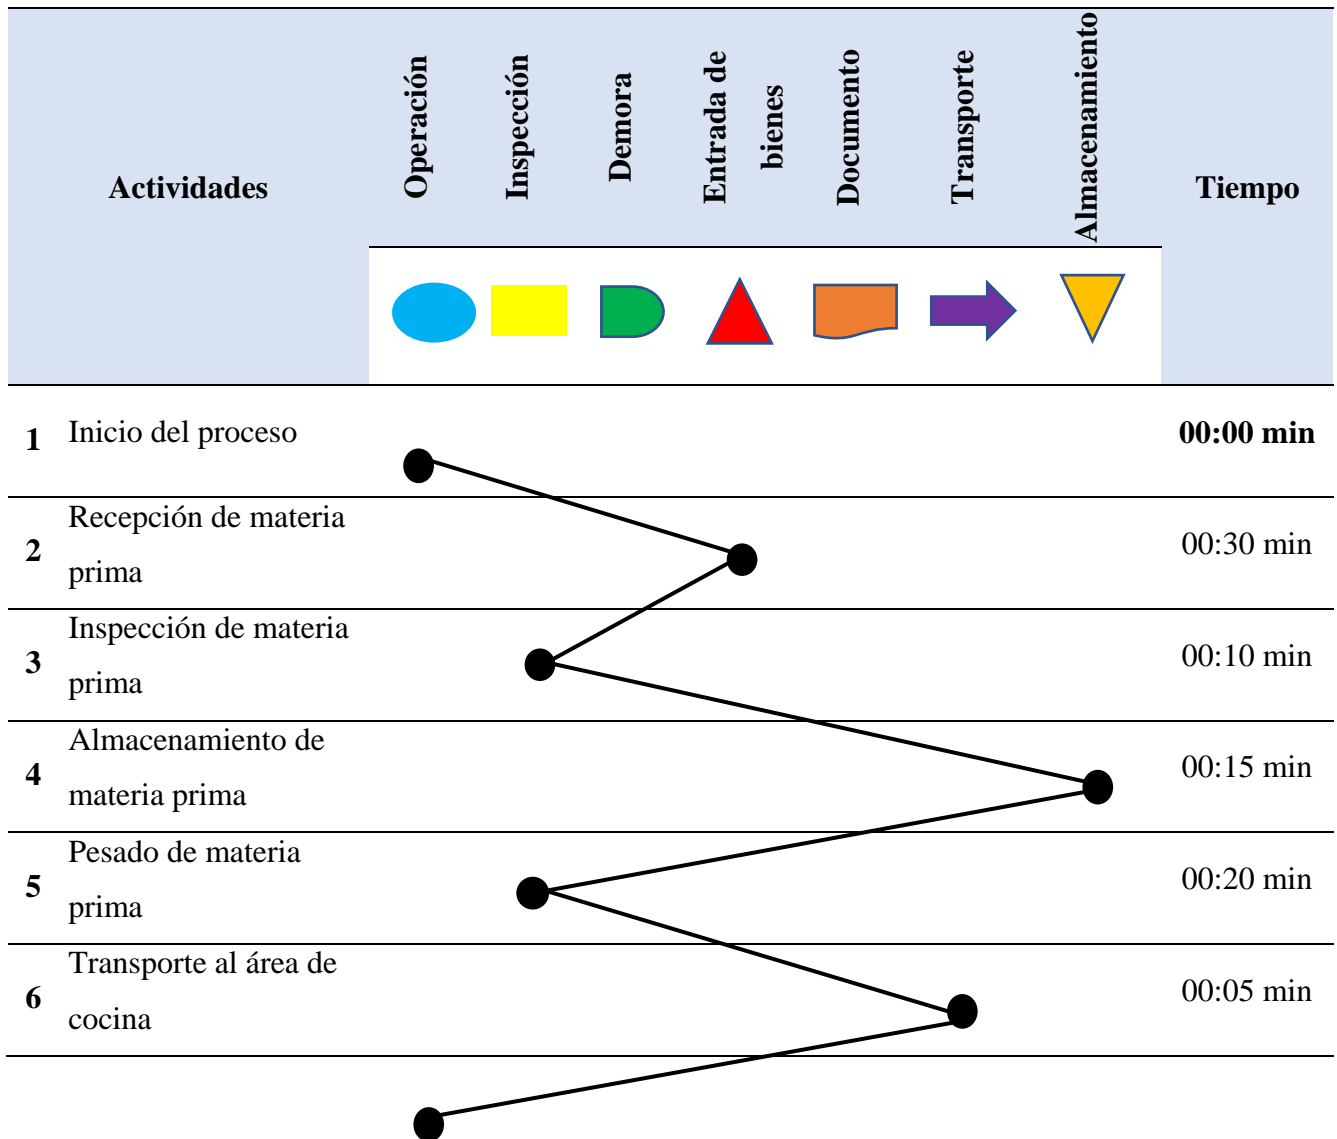 Actividades
Operación
Inspección
Demora
Entrada de
bienes
Documento
Transporte
Almacenamiento
Tiempo
1 Inicio del proceso 00:00 min
2 Recepción de materia
prima 00:30 min
3 Inspección de materia
prima 00:10 min
4 Almacenamiento de
materia prima 00:15 min
5 Pesado de materia
prima 00:20 min
6 Transporte al área de
cocina 00:05 min